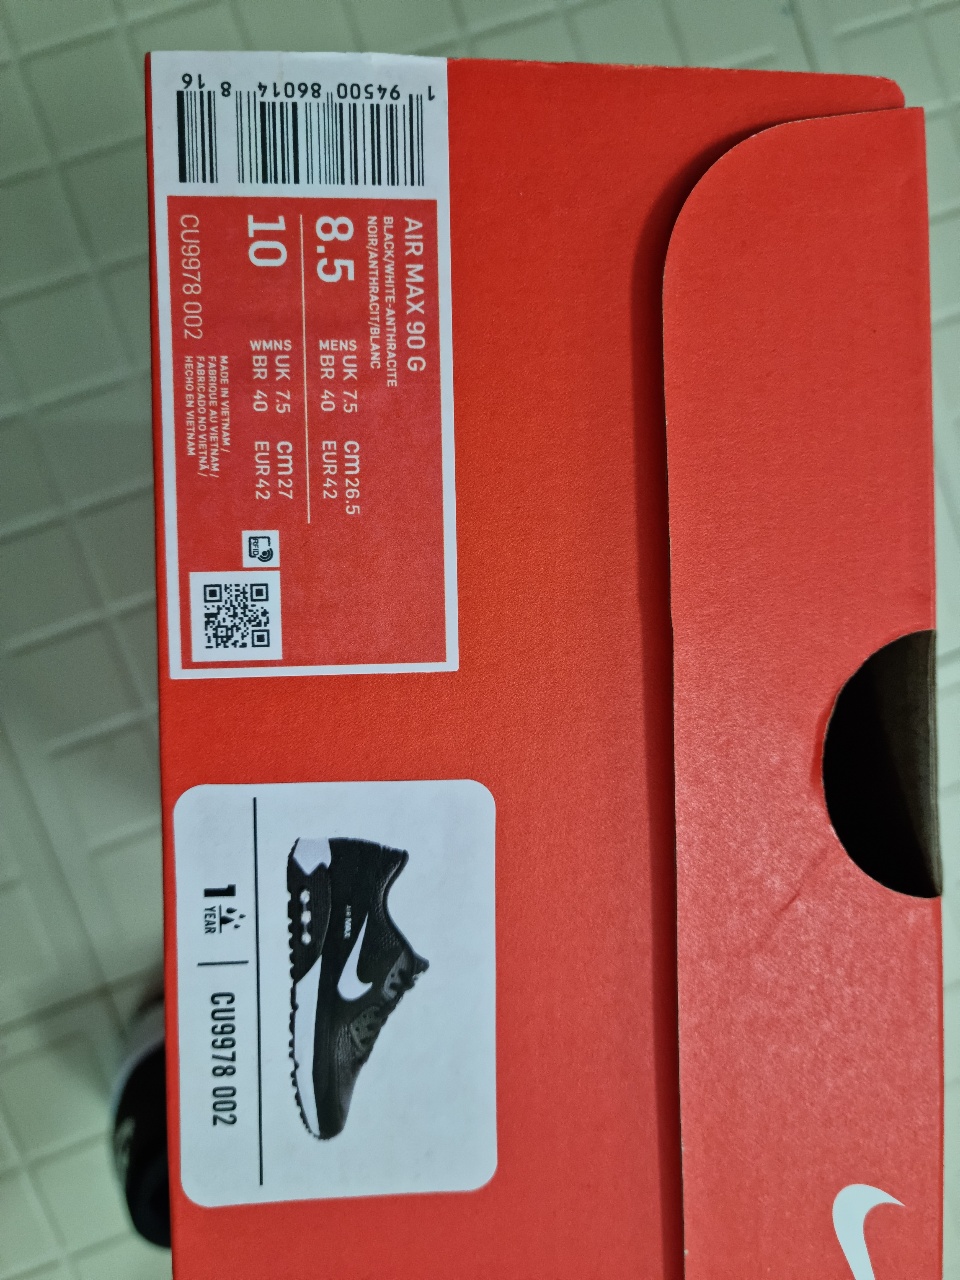 1 94500 86014 8 16
AIR MAX 90 G
BLACK/WHITE-ANTHRACITE
NOIR/ANTHRACIT/BLANC
8.5
MENS
UK 7.5 cm 26.5
BR 40 EUR 42
10
WMNS
UK 7.5 cm 27
BR 40 EUR 42
CU9978 002
MADE IN VIETNAM /
FABRIQUE AU VIETNAM /
FABRICADO NO VIETNÃ /
HECHO EN VIETNAM
RFID
AIR MAX
1 YEAR
CU9978 002